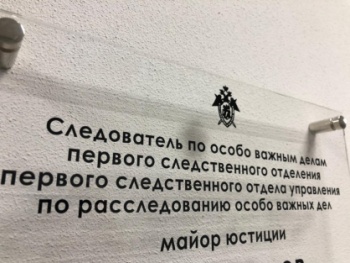 Следователь по особо важным делам
первого следственного отделения
первого следственного отдела управления
по расследованию особо важных дел
майор юстиции